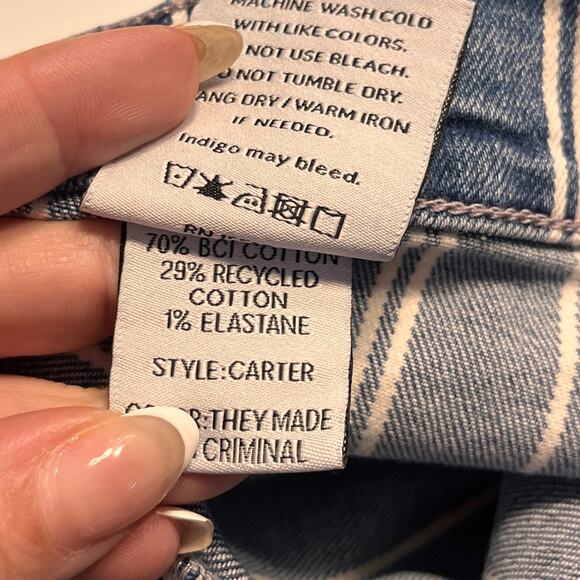 MACHINE WASH COLD
WITH LIKE COLORS.
NOT USE BLEACH.
NOT TUMBLE DRY.
ANG DRY / WARM IRON
IF NEEDED.
Indigo may bleed.
RN
70% BCI COTTON
29% RECYCLED
COTTON
1% ELASTANE
STYLE:CARTER
THEY MADE
CRIMINAL